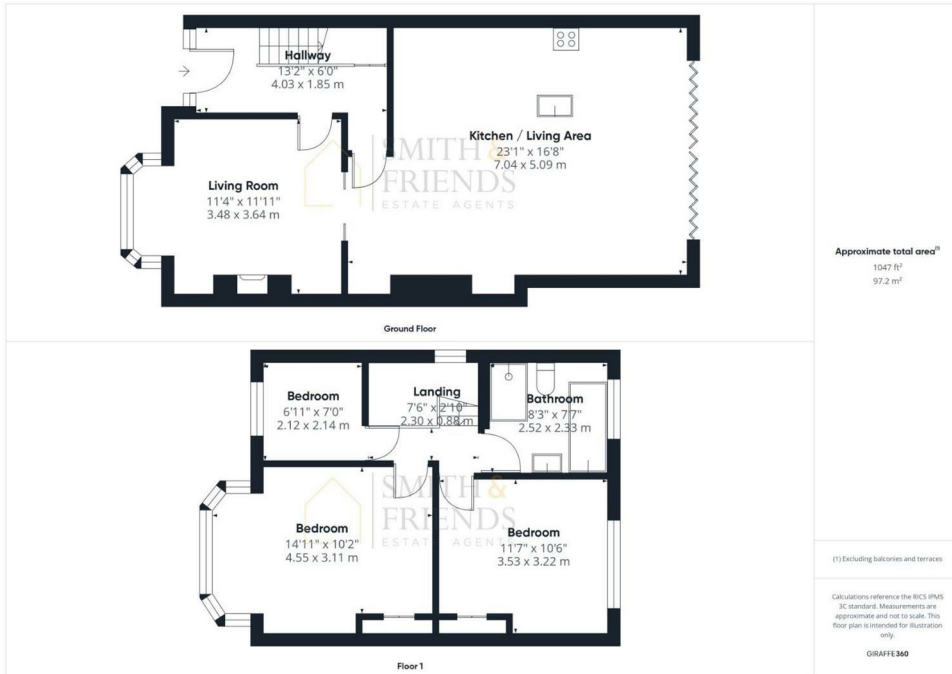 Hallway
13'2" x 6'0"
4.03 x 1.85 m
Kitchen / Living Area
23'1" x 16'8"
7.04 x 5.09 m
Living Room
11'4" x 11'11"
3.48 x 3.64 m
SMITH &
FRIENDS
ESTATE AGENTS
Ground Floor
Approximate total area(1)
1047 ft²
97.2 m²
Bedroom
6'11" x 7'0"
2.12 x 2.14 m
Landing
7'6" x 2'10"
2.30 x 0.88 m
Bathroom
8'3" x 7'7"
2.52 x 2.33 m
Bedroom
14'11" x 10'2"
4.55 x 3.11 m
SMITH &
FRIENDS
ESTATE AGENTS
Bedroom
11'7" x 10'6"
3.53 x 3.22 m
Floor 1
(1) Excluding balconies and terraces
Calculations reference the RICS IPMS
3C standard. Measurements are
approximate and not to scale. This
floor plan is intended for illustration
only.
GIRAFFE360